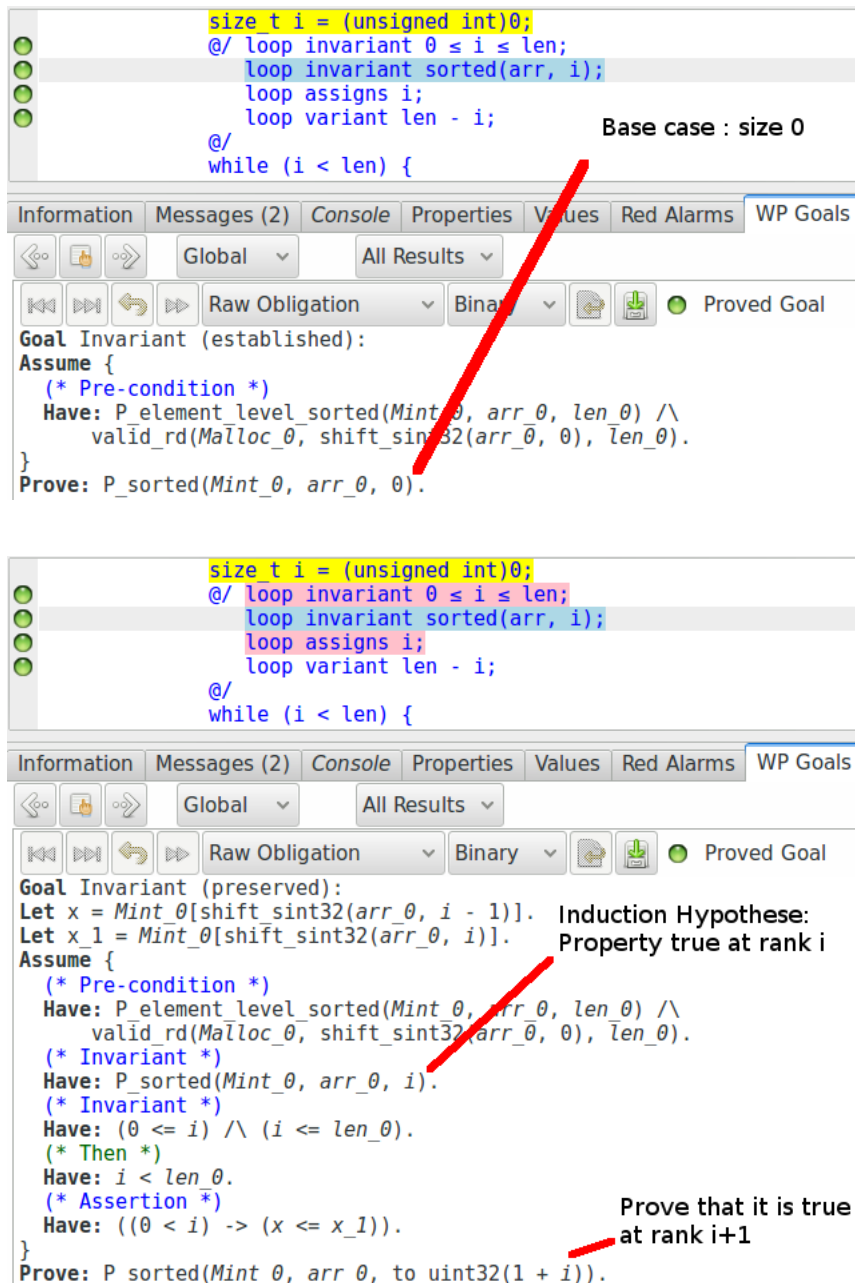 size_t i = (unsigned int)0;
@/ loop invariant 0 ≤ i ≤ len;
loop invariant sorted(arr, i);
loop assigns i;
loop variant len - i;
@/
while (i < len) {
Base case : size 0
Information Messages (2) Console Properties Values Red Alarms WP Goals
Global All Results
Raw Obligation Binary Proved Goal
Goal Invariant (established):
Assume {
(* Pre-condition *)
Have: P_element_level_sorted(Mint_0, arr_0, len_0) /\
valid_rd(Malloc_0, shift_sint32(arr_0, 0), len_0).
}
Prove: P_sorted(Mint_0, arr_0, 0).
size_t i = (unsigned int)0;
@/ loop invariant 0 ≤ i ≤ len;
loop invariant sorted(arr, i);
loop assigns i;
loop variant len - i;
@/
while (i < len) {
Information Messages (2) Console Properties Values Red Alarms WP Goals
Global All Results
Raw Obligation Binary Proved Goal
Goal Invariant (preserved):
Let x = Mint_0[shift_sint32(arr_0, i - 1)].
Let x_1 = Mint_0[shift_sint32(arr_0, i)].
Induction Hypothese:
Property true at rank i
Assume {
(* Pre-condition *)
Have: P_element_level_sorted(Mint_0, arr_0, len_0) /\
valid_rd(Malloc_0, shift_sint32(arr_0, 0), len_0).
(* Invariant *)
Have: P_sorted(Mint_0, arr_0, i).
(* Invariant *)
Have: (0 <= i) /\ (i <= len_0).
(* Then *)
Have: i < len_0.
(* Assertion *)
Have: ((0 < i) -> (x <= x_1)).
Prove that it is true
at rank i+1
}
Prove: P_sorted(Mint_0, arr_0, to_uint32(1 + i)).